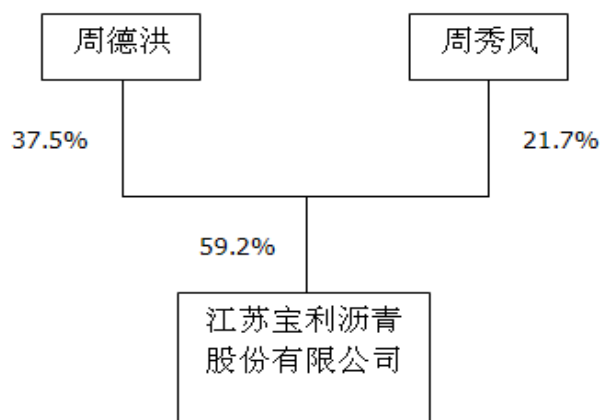 周德洪
周秀凤
37.5%
21.7%
59.2%
江苏宝利沥青
股份有限公司